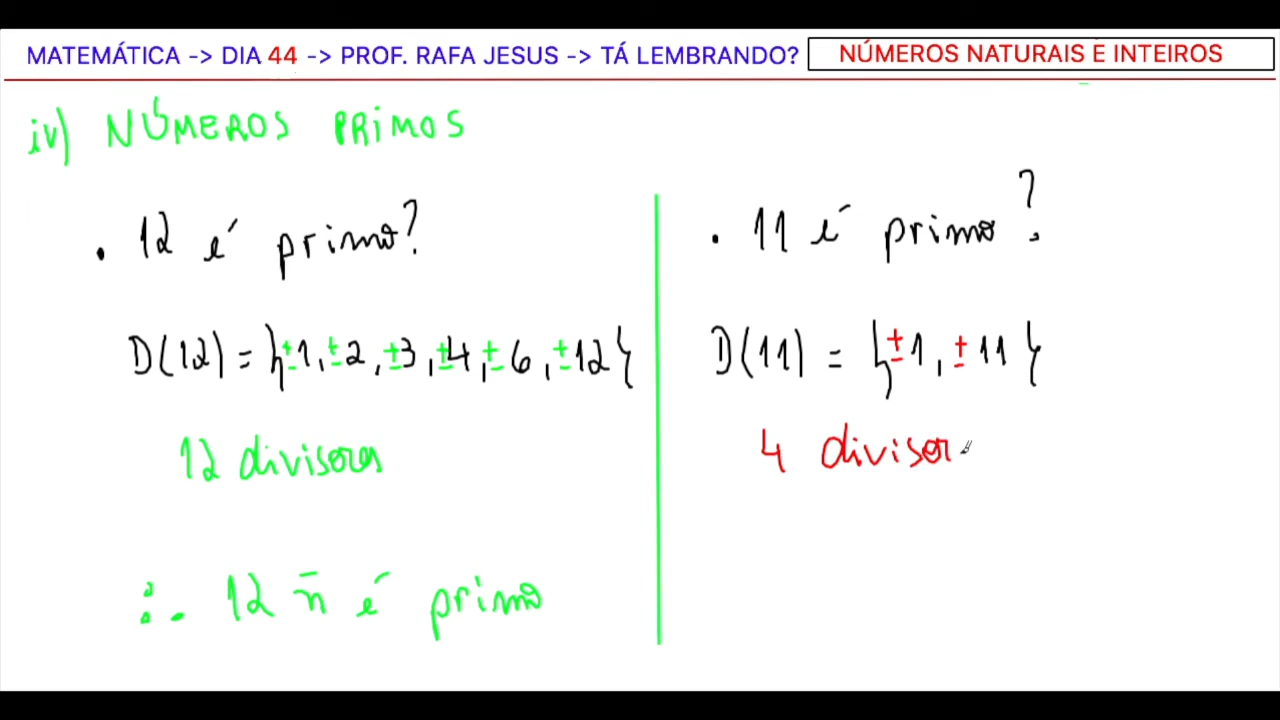 MATEMÁTICA -> DIA 44 -> PROF. RAFA JESUS -> TÁ LEMBRANDO?
NÚMEROS NATURAIS E INTEIROS
iv) NÚMEROS PRIMOS
. 12 é primo?
D(12) = {±1, ±2, ±3, ±4, ±6, ±12}
12 divisores
∴ 12 ñ é primo
. 11 é primo?
D(11) = {±1, ±11}
4 divisor